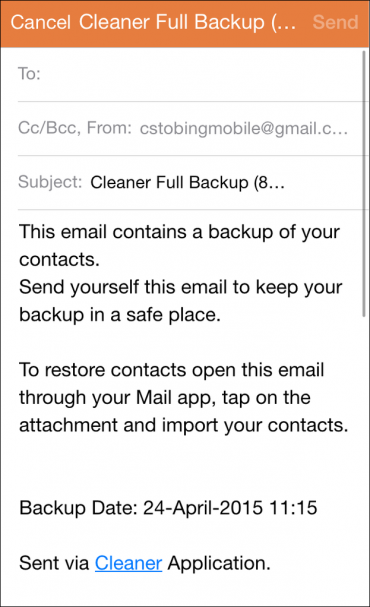 Cancel Cleaner Full Backup (... Send
To:
Cc/Bcc, From: cstobingmobile@gmail.c...
Subject: Cleaner Full Backup (8...
This email contains a backup of your
contacts.
Send yourself this email to keep your
backup in a safe place.
To restore contacts open this email
through your Mail app, tap on the
attachment and import your contacts.
Backup Date: 24-April-2015 11:15
Sent via Cleaner Application.